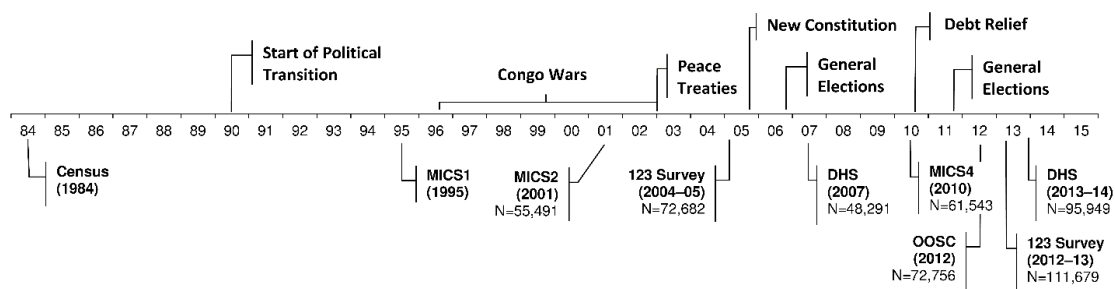 New Constitution
Debt Relief
Start of Political
Transition
Congo Wars
Peace
Treaties
General
Elections
General
Elections
84 85 86 87 88 89 90 91 92 93 94 95 96 97 98 99 00 01 02 03 04 05 06 07 08 09 10 11 12 13 14 15
Census
(1984)
MICS1
(1995)
MICS2
(2001)
N=55,491
123 Survey
(2004–05)
N=72,682
DHS
(2007)
N=48,291
MICS4
(2010)
N=61,543
DHS
(2013–14)
N=95,949
OOSC
(2012)
N=72,756
123 Survey
(2012–13)
N=111,679